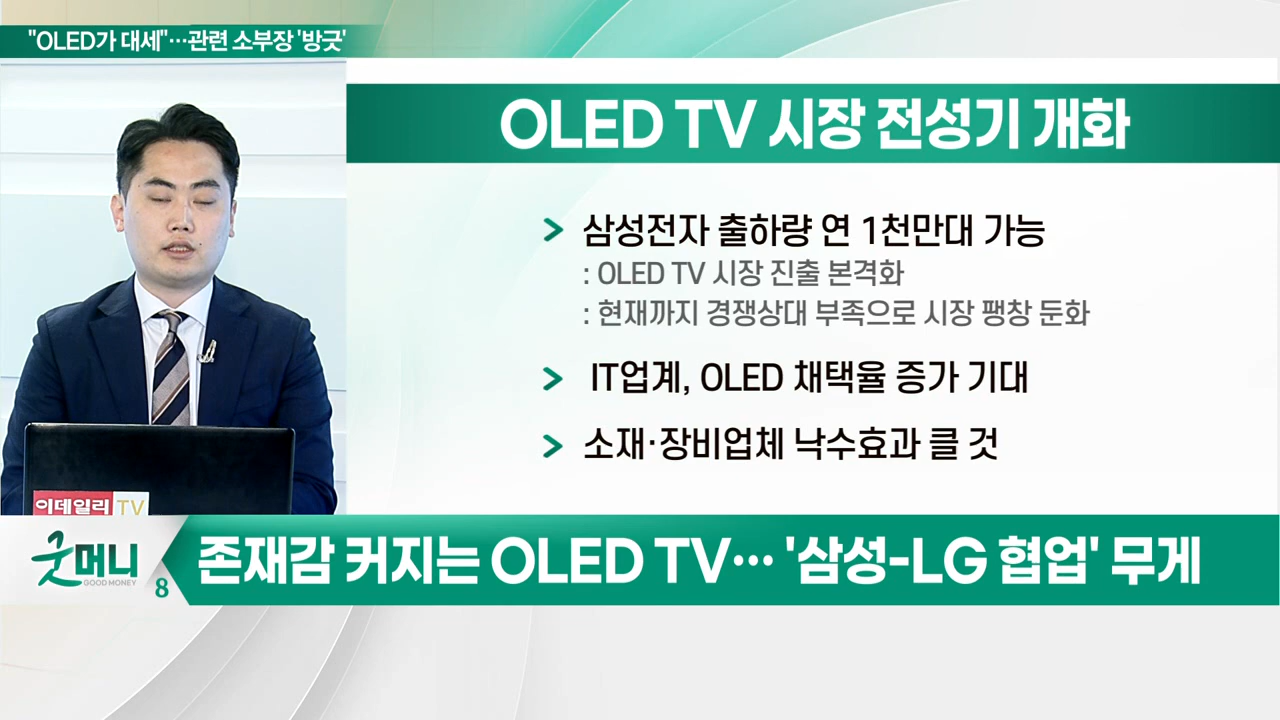 "OLED가 대세"…관련 소부장 '방긋'
OLED TV 시장 전성기 개화
> 삼성전자 출하량 연 1천만대 가능
: OLED TV 시장 진출 본격화
: 현재까지 경쟁상대 부족으로 시장 팽창 둔화
> IT업계, OLED 채택율 증가 기대
> 소재·장비업체 낙수효과 클 것
이데일리 TV
굿머니
GOOD MONEY
8
존재감 커지는 OLED TV… '삼성-LG 협업' 무게